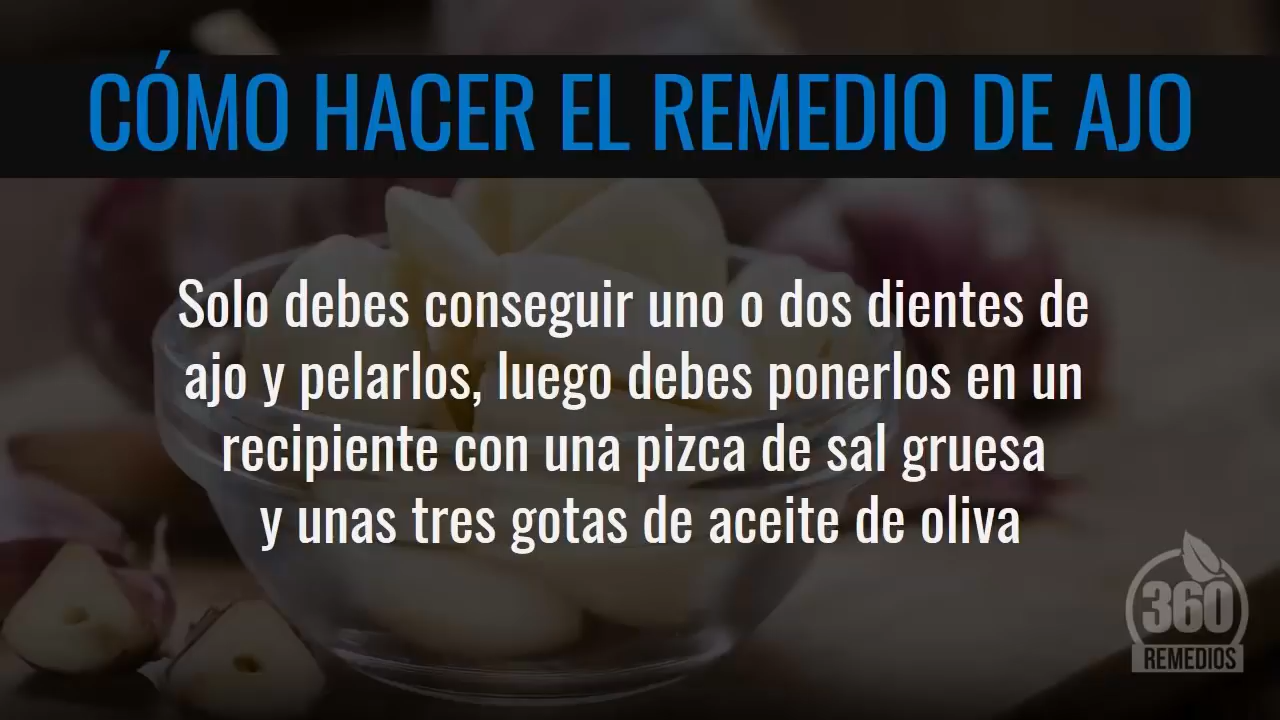 CÓMO HACER EL REMEDIO DE AJO
Solo debes conseguir uno o dos dientes de
ajo y pelarlos, luego debes ponerlos en un
recipiente con una pizca de sal gruesa
y unas tres gotas de aceite de oliva
360
REMEDIOS